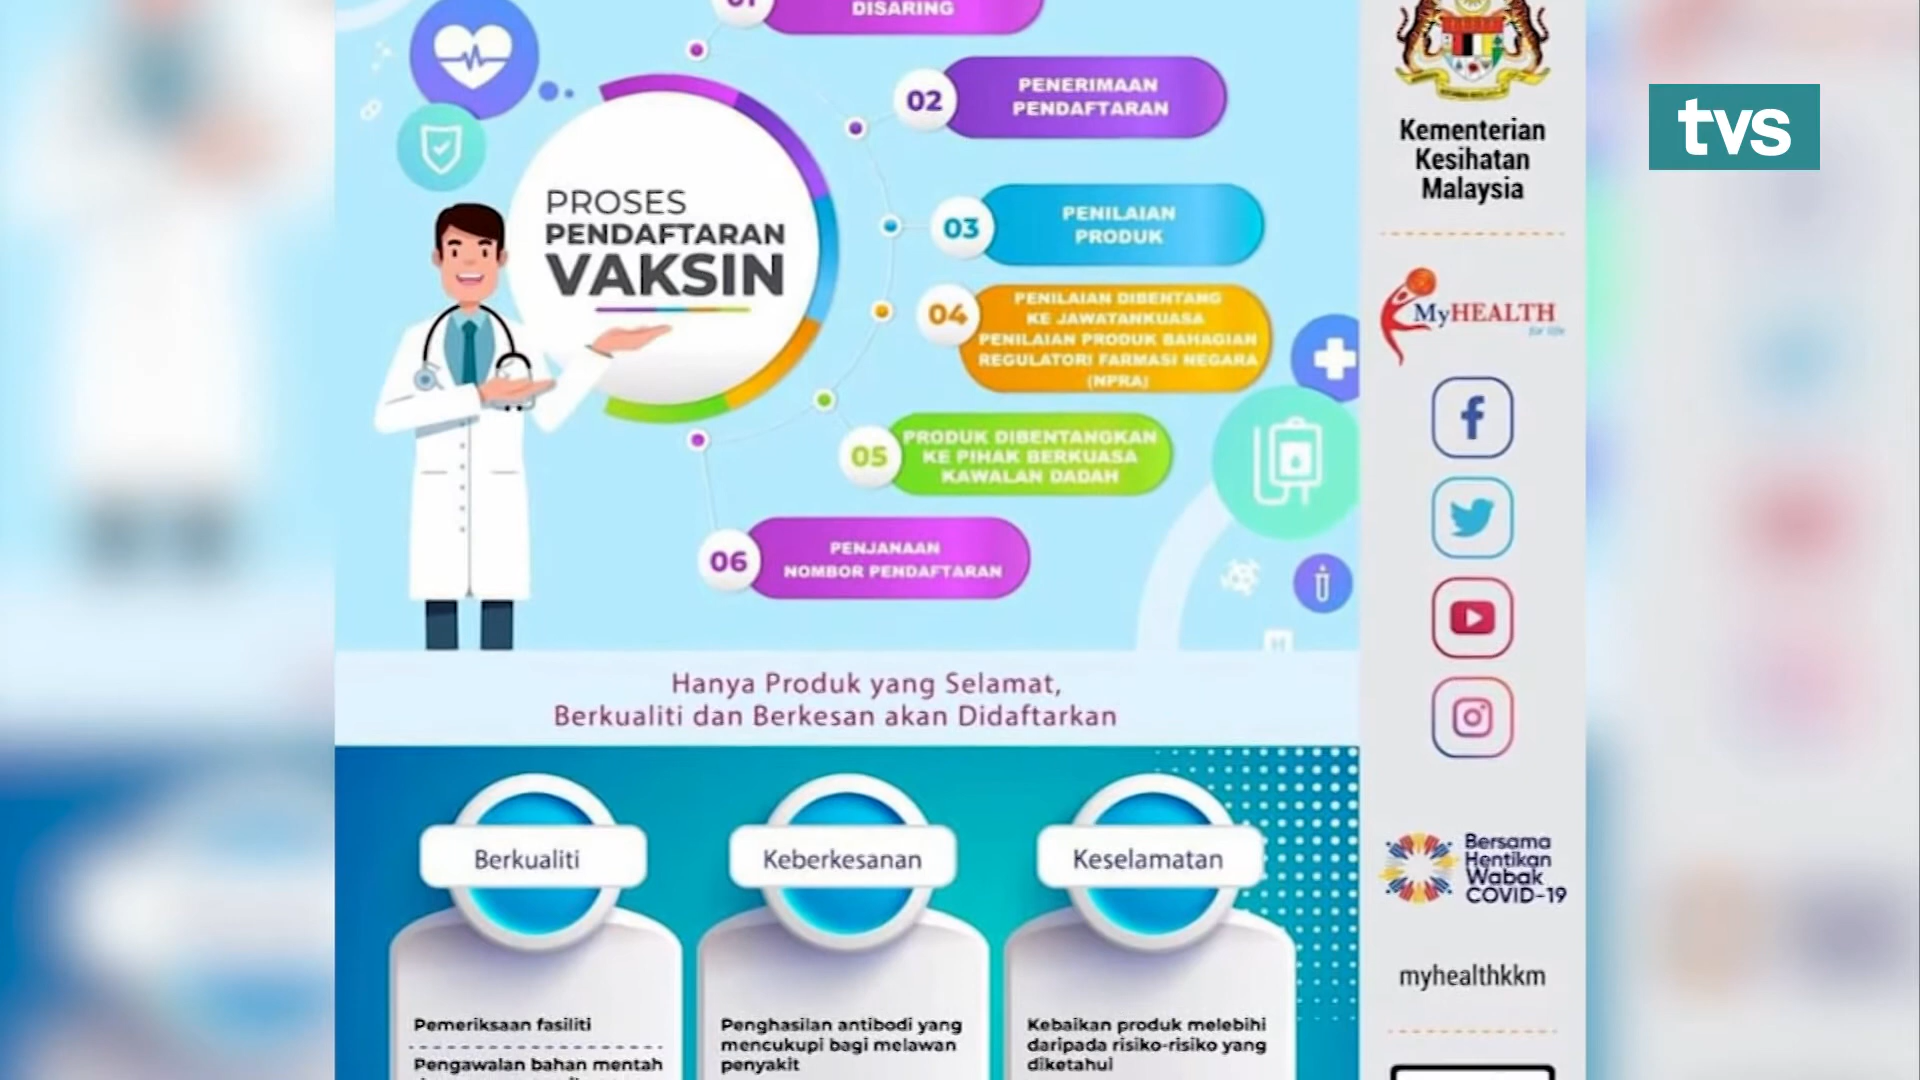 01
DISARING
02
PENERIMAAN
PENDAFTARAN
03
PENILAIAN
PRODUK
PROSES
PENDAFTARAN
VAKSIN
04
PENILAIAN DIBENTANG
KE JAWATANKUASA
PENILAIAN PRODUK BAHAGIAN
REGULATORI FARMASI NEGARA
(NPRA)
05
PRODUK DIBENTANGKAN
KE PIHAK BERKUASA
KAWALAN DADAH
06
PENJANAAN
NOMBOR PENDAFTARAN
Hanya Produk yang Selamat,
Berkualiti dan Berkesan akan Didaftarkan
Berkualiti
Pemeriksaan fasiliti
Pengawalan bahan mentah
Keberkesanan
Penghasilan antibodi yang
mencukupi bagi melawan
penyakit
Keselamatan
Kebaikan produk melebihi
daripada risiko-risiko yang
diketahui
Kementerian
Kesihatan
Malaysia
MyHEALTH
for life
Bersama
Hentikan
Wabak
COVID-19
myhealthkkm
tvs